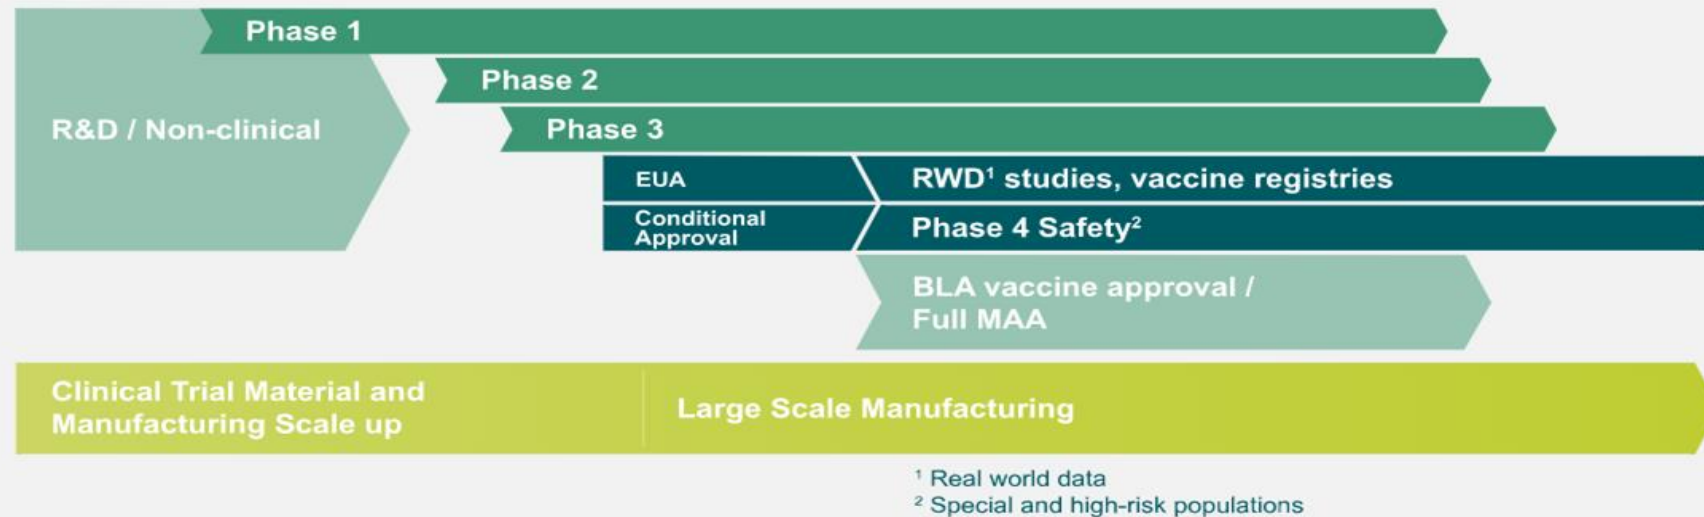 Phase 1
Phase 2
R&D / Non-clinical
Phase 3
EUA
RWD¹ studies, vaccine registries
Conditional
Approval
Phase 4 Safety²
BLA vaccine approval /
Full MAA
Clinical Trial Material and
Manufacturing Scale up
Large Scale Manufacturing
¹ Real world data
² Special and high-risk populations